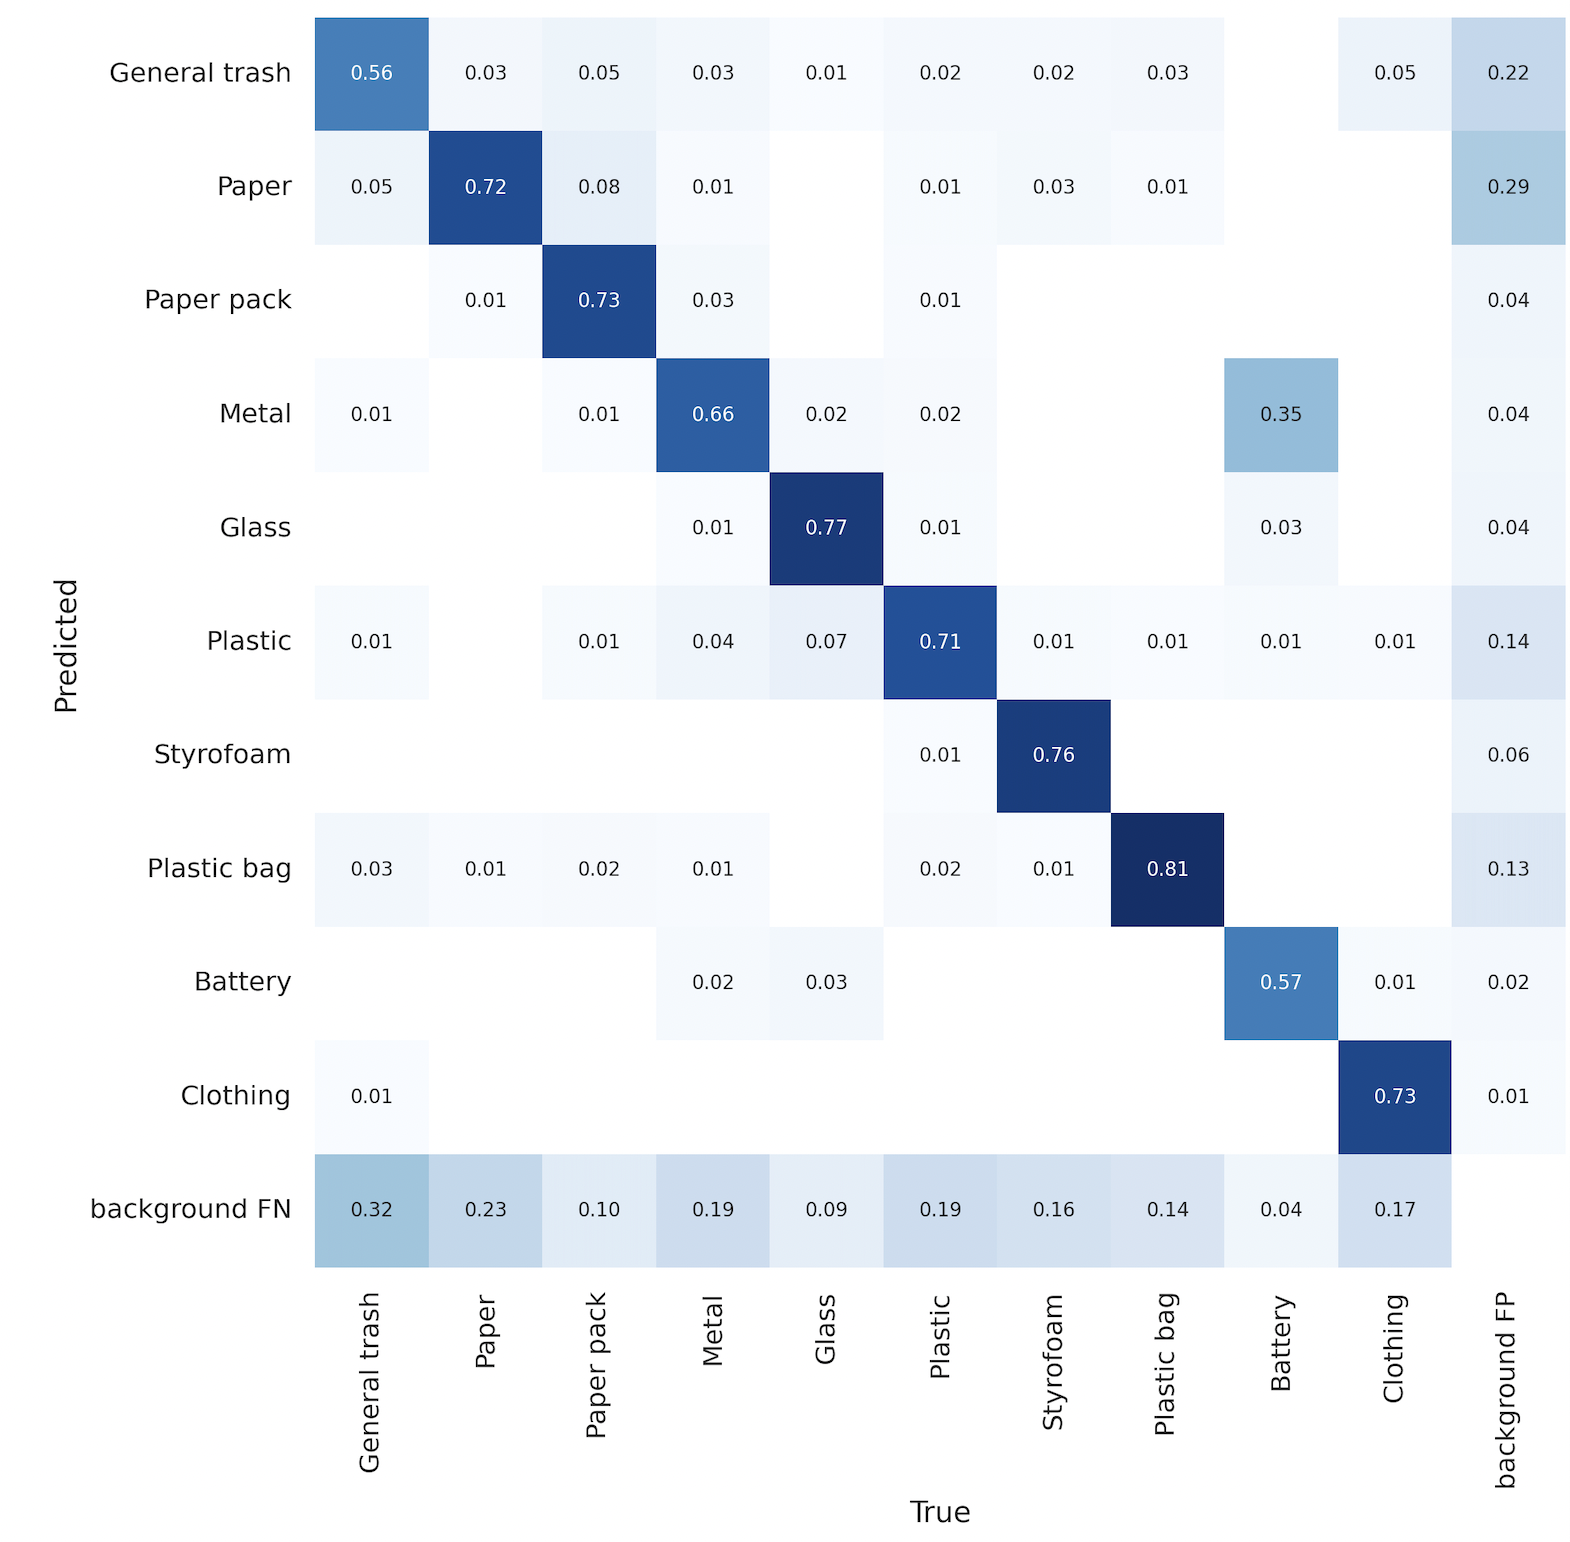 General trash 0.56 0.03 0.05 0.03 0.01 0.02 0.02 0.03 0.05 0.22
Paper 0.05 0.72 0.08 0.01 0.01 0.03 0.01 0.29
Paper pack 0.01 0.73 0.03 0.01 0.04
Metal 0.01 0.01 0.66 0.02 0.02 0.35 0.04
Glass 0.01 0.77 0.01 0.03 0.04
Plastic 0.01 0.01 0.04 0.07 0.71 0.01 0.01 0.01 0.01 0.14
Styrofoam 0.01 0.76 0.06
Plastic bag 0.03 0.01 0.02 0.01 0.02 0.01 0.81 0.13
Battery 0.02 0.03 0.57 0.01 0.02
Clothing 0.01 0.73 0.01
background FN 0.32 0.23 0.10 0.19 0.09 0.19 0.16 0.14 0.04 0.17
Predicted
General trash
Paper
Paper pack
Metal
Glass
Plastic
Styrofoam
Plastic bag
Battery
Clothing
background FP
True